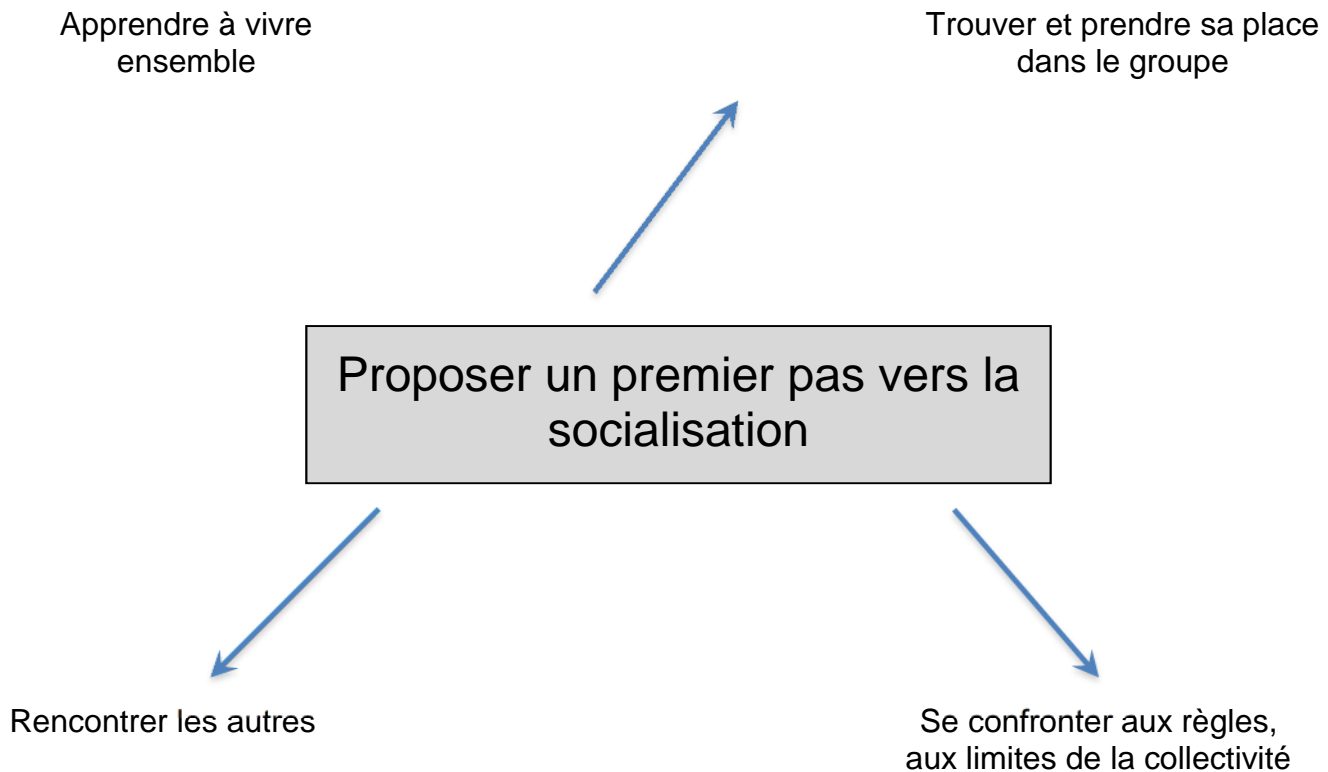 Apprendre à vivre
ensemble
Trouver et prendre sa place
dans le groupe
Proposer un premier pas vers la
socialisation
Rencontrer les autres
Se confronter aux règles,
aux limites de la collectivité